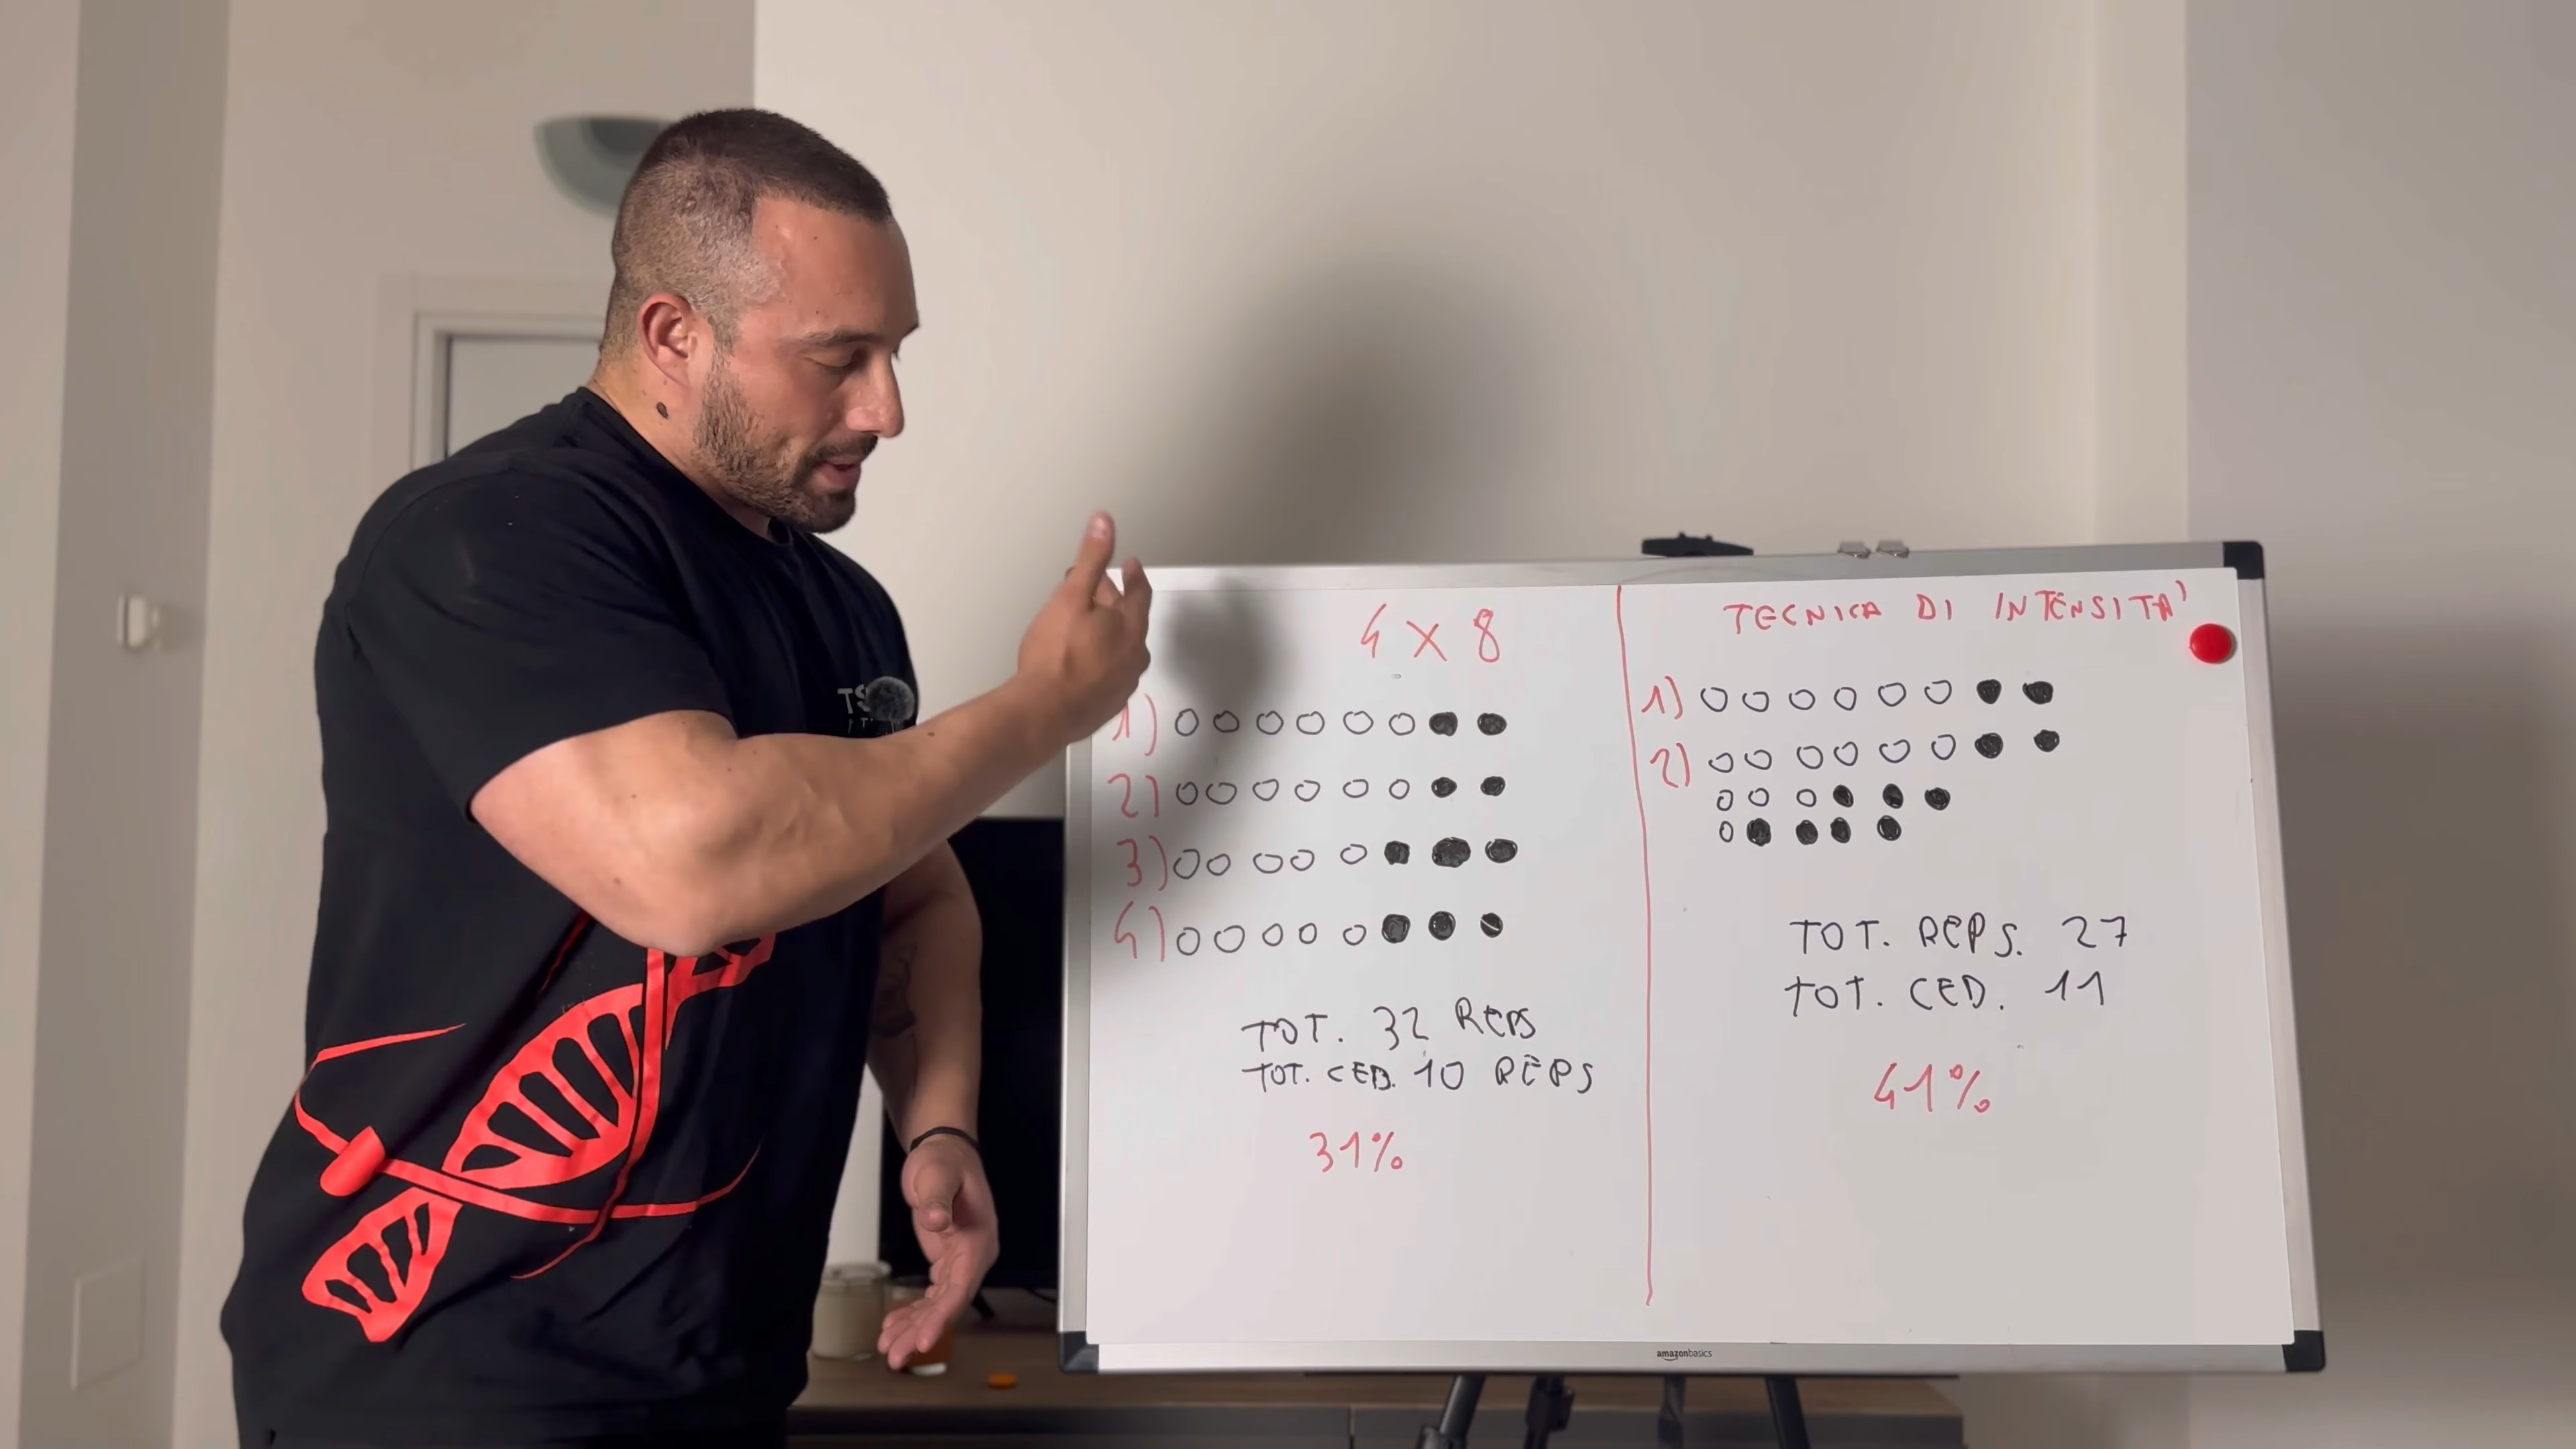 4 X 8
1)
2)
3)
4)
TOT. 32 REPS
TOT. CED. 10 REPS
31%
TECNICA DI INTENSITA'
1)
2)
TOT. REPS. 27
TOT. CED. 11
41%
amazonbasics